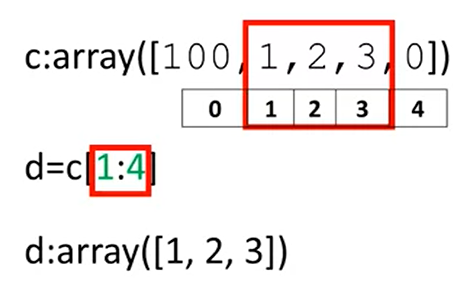 c:array([100, 1, 2, 3, 0])
0 1 2 3 4
d=c[1:4]
d:array([1, 2, 3])